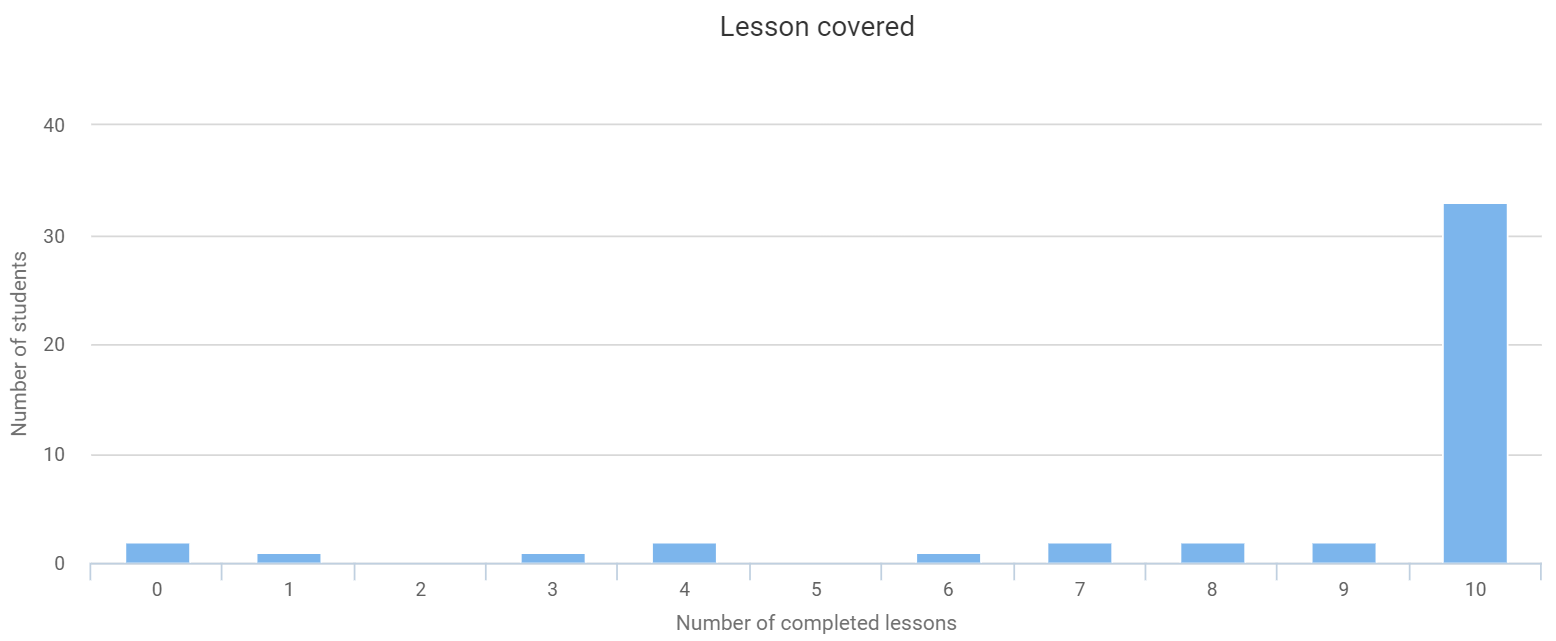 Lesson covered
40
30
20
10
0
Number of students
0 1 2 3 4 5 6 7 8 9 10
Number of completed lessons